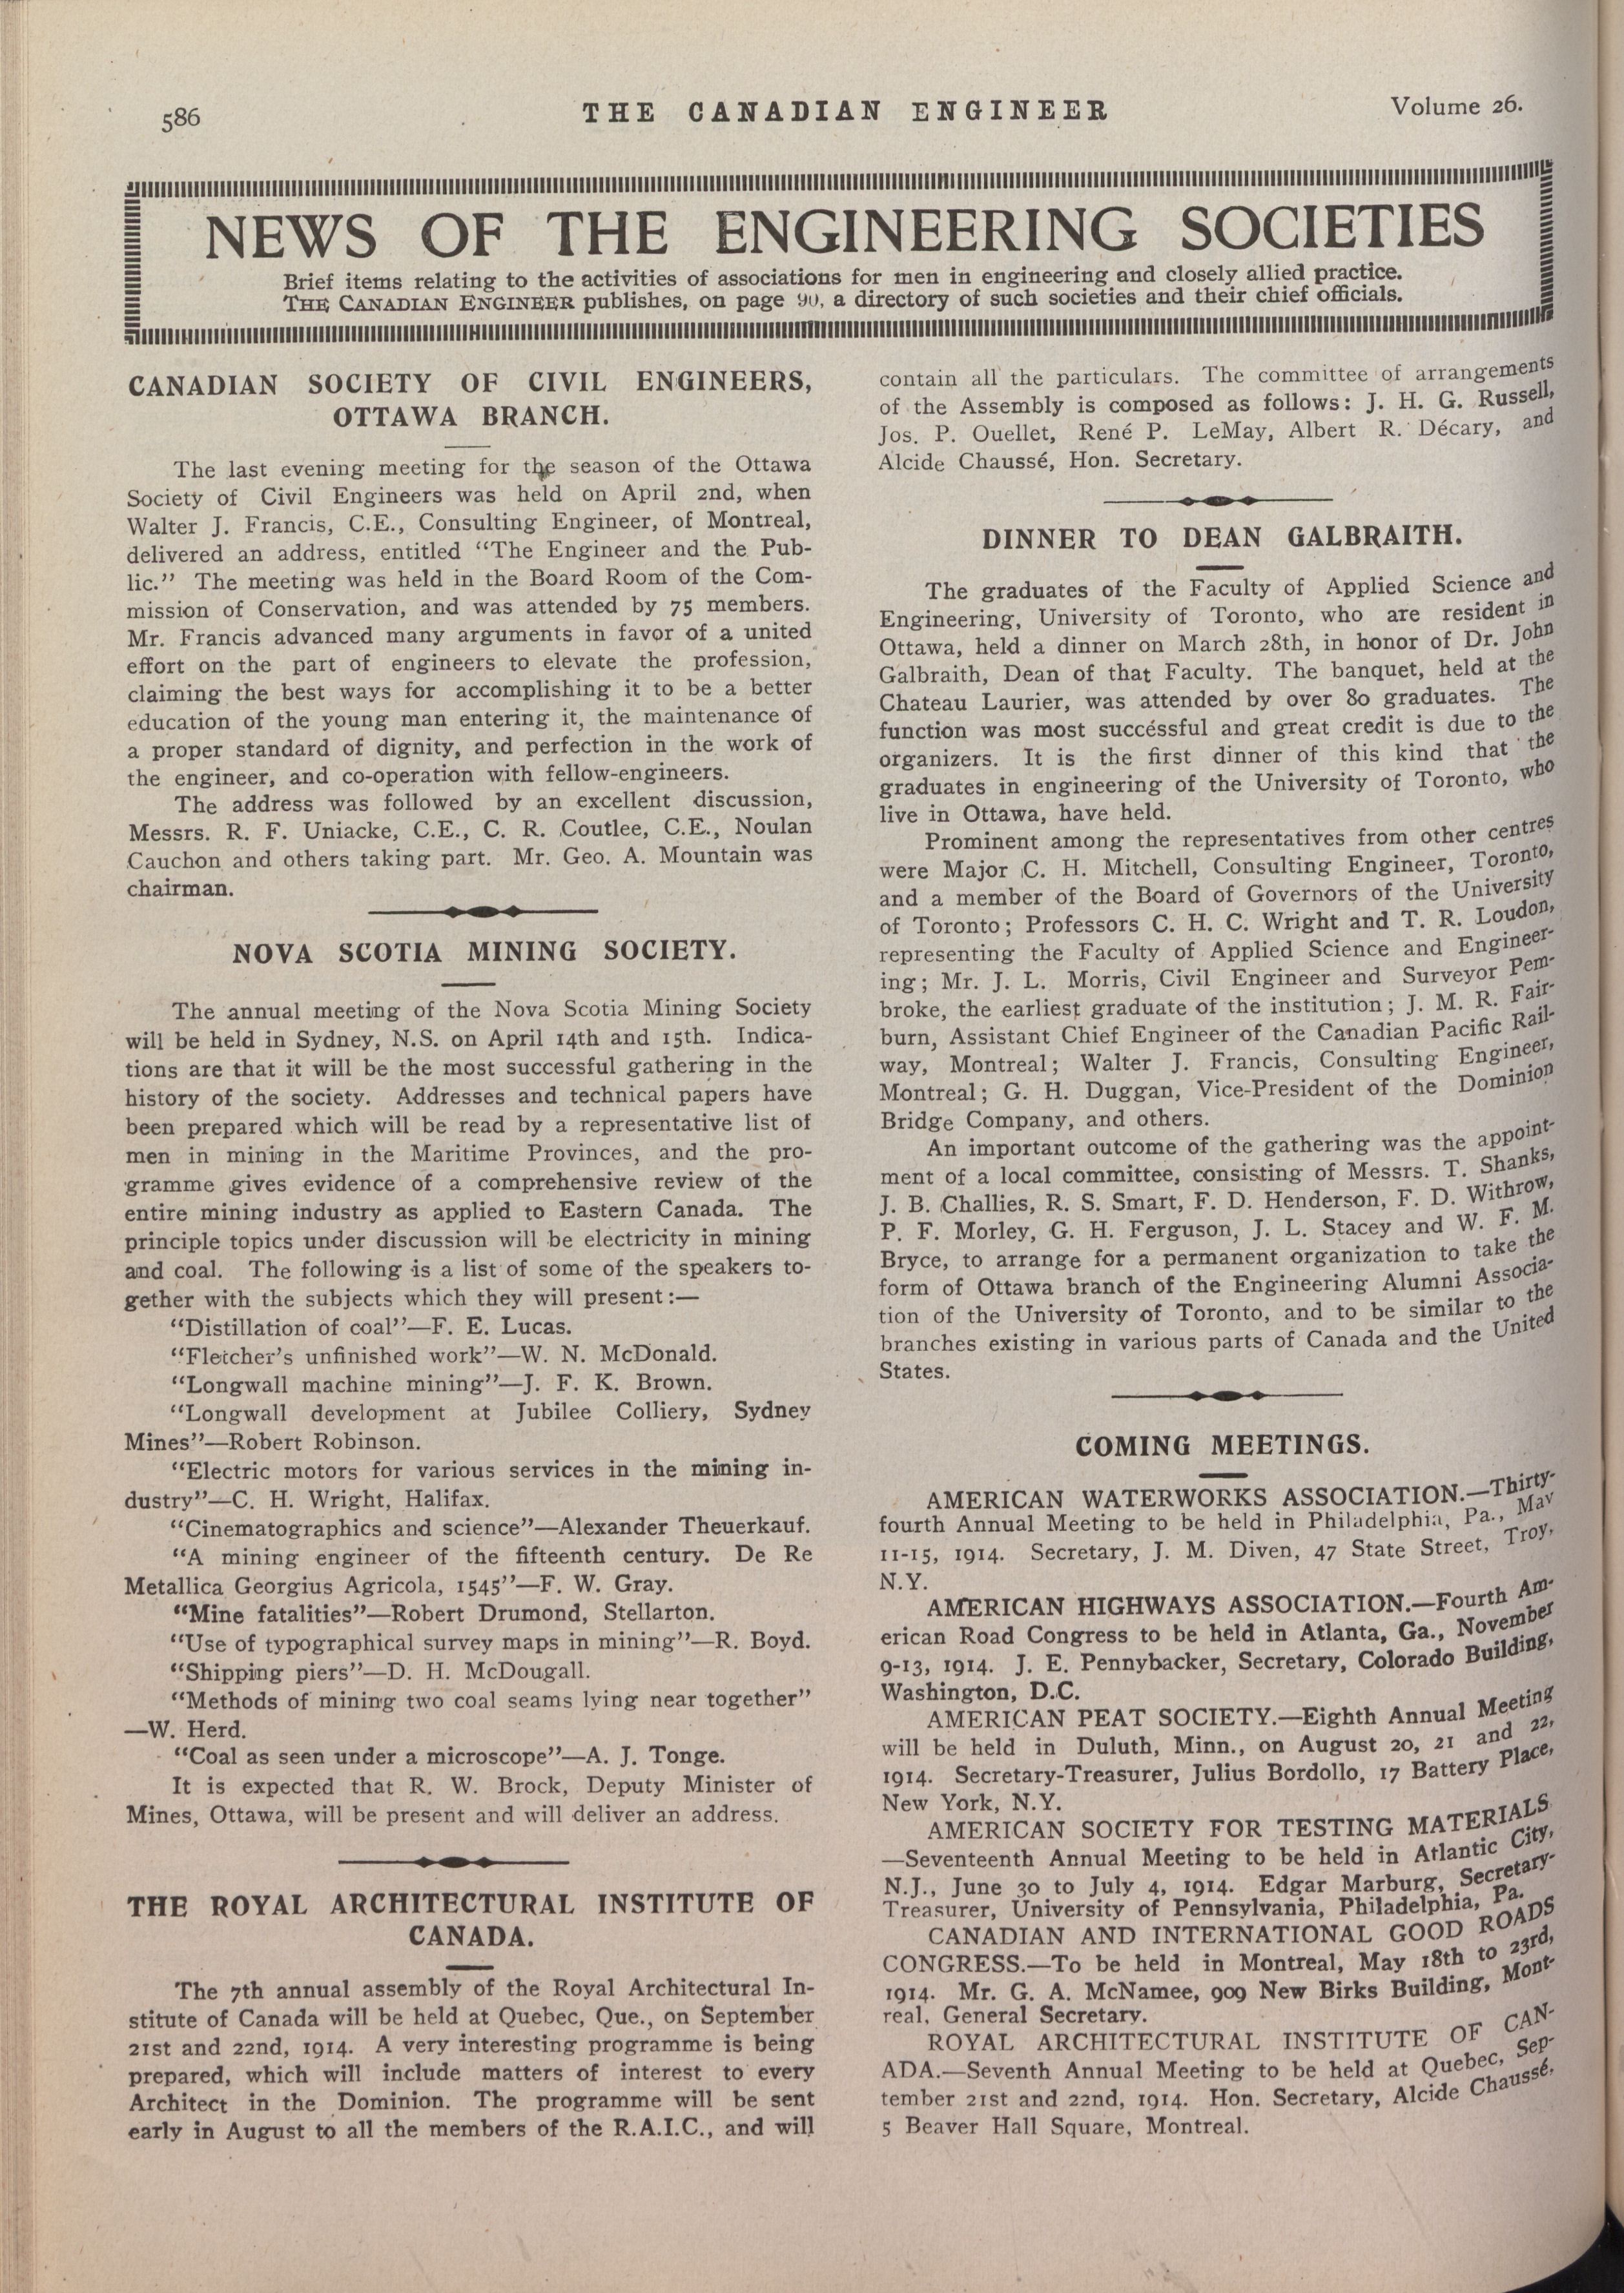 586
THE CANADIAN ENGINEER
Volume 26.
NEWS OF THE ENGINEERING SOCIETIES
Brief items relating to the activities of associations for men in engineering and closely allied practice.
THE CANADIAN ENGINEER publishes, on page 90, a directory of such societies and their chief officials.
CANADIAN SOCIETY OF CIVIL ENGINEERS,
OTTAWA BRANCH.
The last evening meeting for the season of the Ottawa
Society of Civil Engineers was held on April 2nd, when
Walter J. Francis, C.E., Consulting Engineer, of Montreal,
delivered an address, entitled “The Engineer and the Pub-
lic.” The meeting was held in the Board Room of the Com-
mission of Conservation, and was attended by 75 members.
Mr. Francis advanced many arguments in favor of a united
effort on the part of engineers to elevate the profession,
claiming the best ways for accomplishing it to be a better
education of the young man entering it, the maintenance of
a proper standard of dignity, and perfection in the work of
the engineer, and co-operation with fellow-engineers.
The address was followed by an excellent discussion,
Messrs. R. F. Uniacke, C.E., C. R. Coutlee, C.E., Noulan
Cauchon and others taking part. Mr. Geo. A. Mountain was
chairman.
NOVA SCOTIA MINING SOCIETY.
The annual meeting of the Nova Scotia Mining Society
will be held in Sydney, N.S. on April 14th and 15th. Indica-
tions are that it will be the most successful gathering in the
history of the society. Addresses and technical papers have
been prepared which will be read by a representative list of
men in mining in the Maritime Provinces, and the pro-
gramme gives evidence of a comprehensive review of the
entire mining industry as applied to Eastern Canada. The
principle topics under discussion will be electricity in mining
and coal. The following is a list of some of the speakers to-
gether with the subjects which they will present:—
“Distillation of coal”—F. E. Lucas.
“Fletcher’s unfinished work”—W. N. McDonald.
“Longwall machine mining”—J. F. K. Brown.
“Longwall development at Jubilee Colliery, Sydney
Mines”—Robert Robinson.
“Electric motors for various services in the mining in-
dustry”—C. H. Wright, Halifax.
“Cinematographics and science”—Alexander Theuerkauf.
“A mining engineer of the fifteenth century. De Re
Metallica Georgius Agricola, 1545”—F. W. Gray.
“Mine fatalities”—Robert Drumond, Stellarton.
“Use of typographical survey maps in mining”—R. Boyd.
“Shipping piers”—D. H. McDougall.
“Methods of mining two coal seams lying near together”
—W. Herd.
“Coal as seen under a microscope”—A. J. Tonge.
It is expected that R. W. Brock, Deputy Minister of
Mines, Ottawa, will be present and will deliver an address.
THE ROYAL ARCHITECTURAL INSTITUTE OF
CANADA.
The 7th annual assembly of the Royal Architectural In-
stitute of Canada will be held at Quebec, Que., on September
21st and 22nd, 1914. A very interesting programme is being
prepared, which will include matters of interest to every
Architect in the Dominion. The programme will be sent
early in August to all the members of the R.A.I.C., and will
contain all the particulars. The committee of arrangements
of the Assembly is composed as follows: J. H. G. Russell,
Jos. P. Ouellet, René P. LeMay, Albert R. Décary, and
Alcide Chaussé, Hon. Secretary.
DINNER TO DEAN GALBRAITH.
The graduates of the Faculty of Applied Science and
Engineering, University of Toronto, who are resident in
Ottawa, held a dinner on March 28th, in honor of Dr. John
Galbraith, Dean of that Faculty. The banquet, held at the
Chateau Laurier, was attended by over 80 graduates. The
function was most successful and great credit is due to the
organizers. It is the first dinner of this kind that the
graduates in engineering of the University of Toronto, who
live in Ottawa, have held.
Prominent among the representatives from other centres
were Major C. H. Mitchell, Consulting Engineer, Toronto,
and a member of the Board of Governors of the University
of Toronto; Professors C. H. C. Wright and T. R. Loudon,
representing the Faculty of Applied Science and Engineer-
ing; Mr. J. L. Morris, Civil Engineer and Surveyor Pem-
broke, the earliest graduate of the institution; J. M. R. Fair-
burn, Assistant Chief Engineer of the Canadian Pacific Rail-
way, Montreal; Walter J. Francis, Consulting Engineer,
Montreal; G. H. Duggan, Vice-President of the Dominion
Bridge Company, and others.
An important outcome of the gathering was the appoint-
ment of a local committee, consisting of Messrs. T. Shanks,
J. B. Challies, R. S. Smart, F. D. Henderson, F. D. Withrow,
P. F. Morley, G. H. Ferguson, J. L. Stacey and W. F. M.
Bryce, to arrange for a permanent organization to take the
form of Ottawa branch of the Engineering Alumni Associa-
tion of the University of Toronto, and to be similar to the
branches existing in various parts of Canada and the United
States.
COMING MEETINGS.
AMERICAN WATERWORKS ASSOCIATION.—Thirty-
fourth Annual Meeting to be held in Philadelphia, Pa., May
11-15, 1914. Secretary, J. M. Diven, 47 State Street, Troy,
N.Y.
AMERICAN HIGHWAYS ASSOCIATION.—Fourth Am-
erican Road Congress to be held in Atlanta, Ga., November
9-13, 1914. J. E. Pennybacker, Secretary, Colorado Building,
Washington, D.C.
AMERICAN PEAT SOCIETY.—Eighth Annual Meeting
will be held in Duluth, Minn., on August 20, 21 and 22,
1914. Secretary-Treasurer, Julius Bordollo, 17 Battery Place,
New York, N.Y.
AMERICAN SOCIETY FOR TESTING MATERIALS
—Seventeenth Annual Meeting to be held in Atlantic City,
N.J., June 30 to July 4, 1914. Edgar Marburg, Secretary-
Treasurer, University of Pennsylvania, Philadelphia, Pa.
CANADIAN AND INTERNATIONAL GOOD ROADS
CONGRESS.—To be held in Montreal, May 18th to 23rd,
1914. Mr. G. A. McNamee, 909 New Birks Building, Mont-
real, General Secretary.
ROYAL ARCHITECTURAL INSTITUTE OF CAN-
ADA.—Seventh Annual Meeting to be held at Quebec, Sep-
tember 21st and 22nd, 1914. Hon. Secretary, Alcide Chaussé,
5 Beaver Hall Square, Montreal.